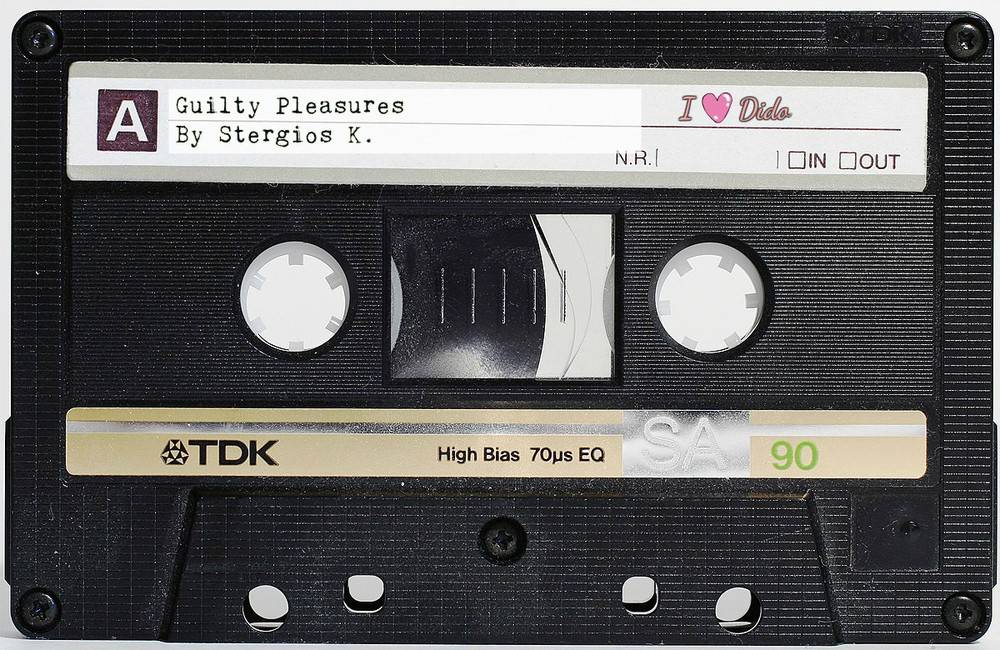 TDK
A
Guilty Pleasures
By Stergios K.
I ❤ Dido
N.R. IN OUT
TDK
High Bias 70µs EQ
SA
90